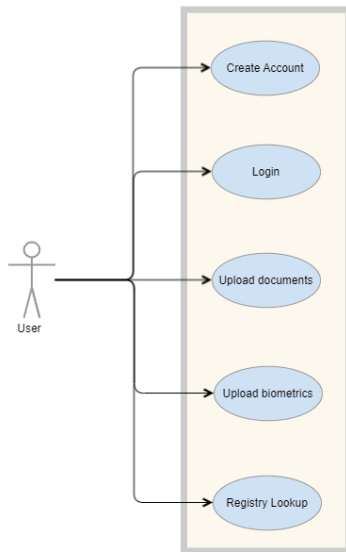 Create Account
Login
Upload documents
User
Upload biometrics
Registry Lookup